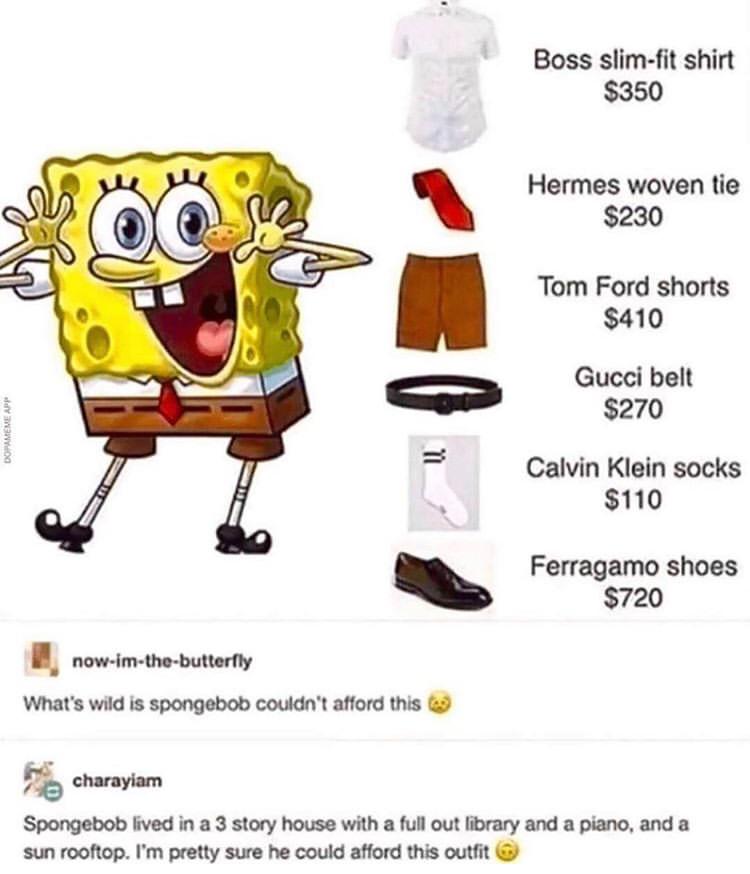 Boss slim-fit shirt
$350
Hermes woven tie
$230
Tom Ford shorts
$410
Gucci belt
$270
Calvin Klein socks
$110
Ferragamo shoes
$720
DOPAMEME APP
now-im-the-butterfly
What's wild is spongebob couldn't afford this 😢
charayiam
Spongebob lived in a 3 story house with a full out library and a piano, and a
sun rooftop. I'm pretty sure he could afford this outfit 🙃